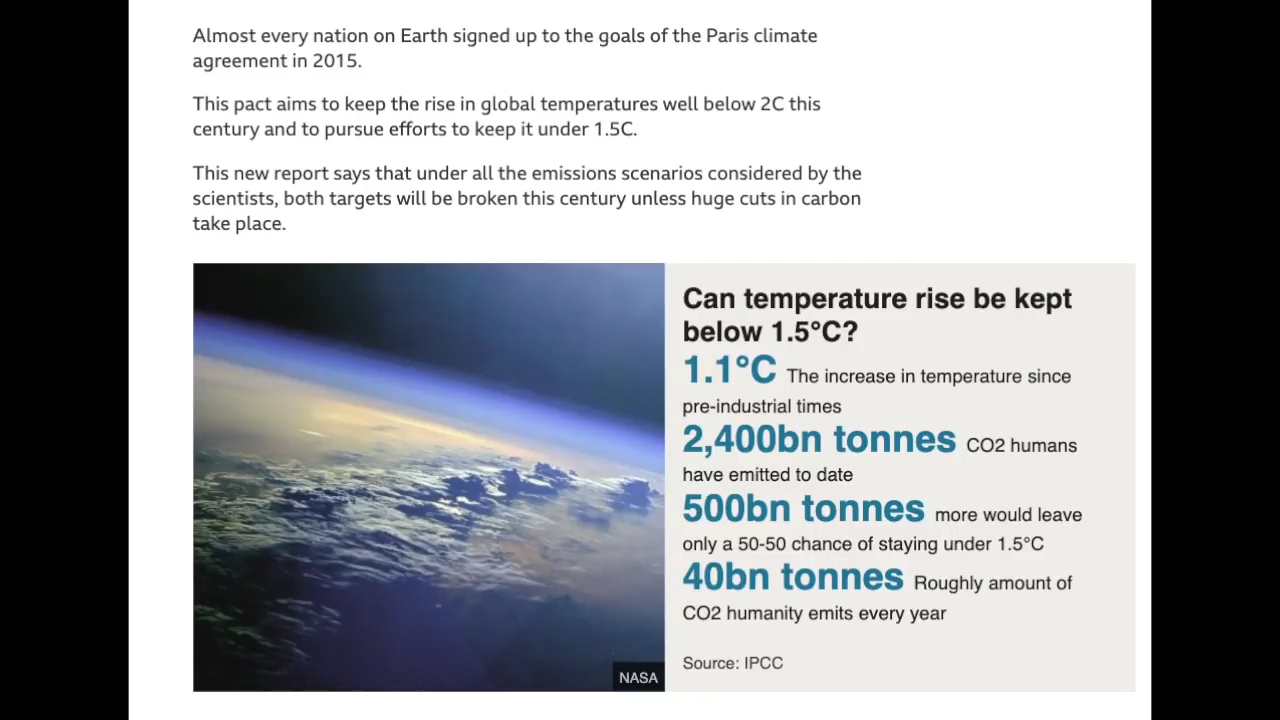 Almost every nation on Earth signed up to the goals of the Paris climate
agreement in 2015.
This pact aims to keep the rise in global temperatures well below 2C this
century and to pursue efforts to keep it under 1.5C.
This new report says that under all the emissions scenarios considered by the
scientists, both targets will be broken this century unless huge cuts in carbon
take place.
Can temperature rise be kept
below 1.5°C?
1.1°C The increase in temperature since
pre-industrial times
2,400bn tonnes CO2 humans
have emitted to date
500bn tonnes more would leave
only a 50-50 chance of staying under 1.5°C
40bn tonnes Roughly amount of
CO2 humanity emits every year
Source: IPCC
NASA